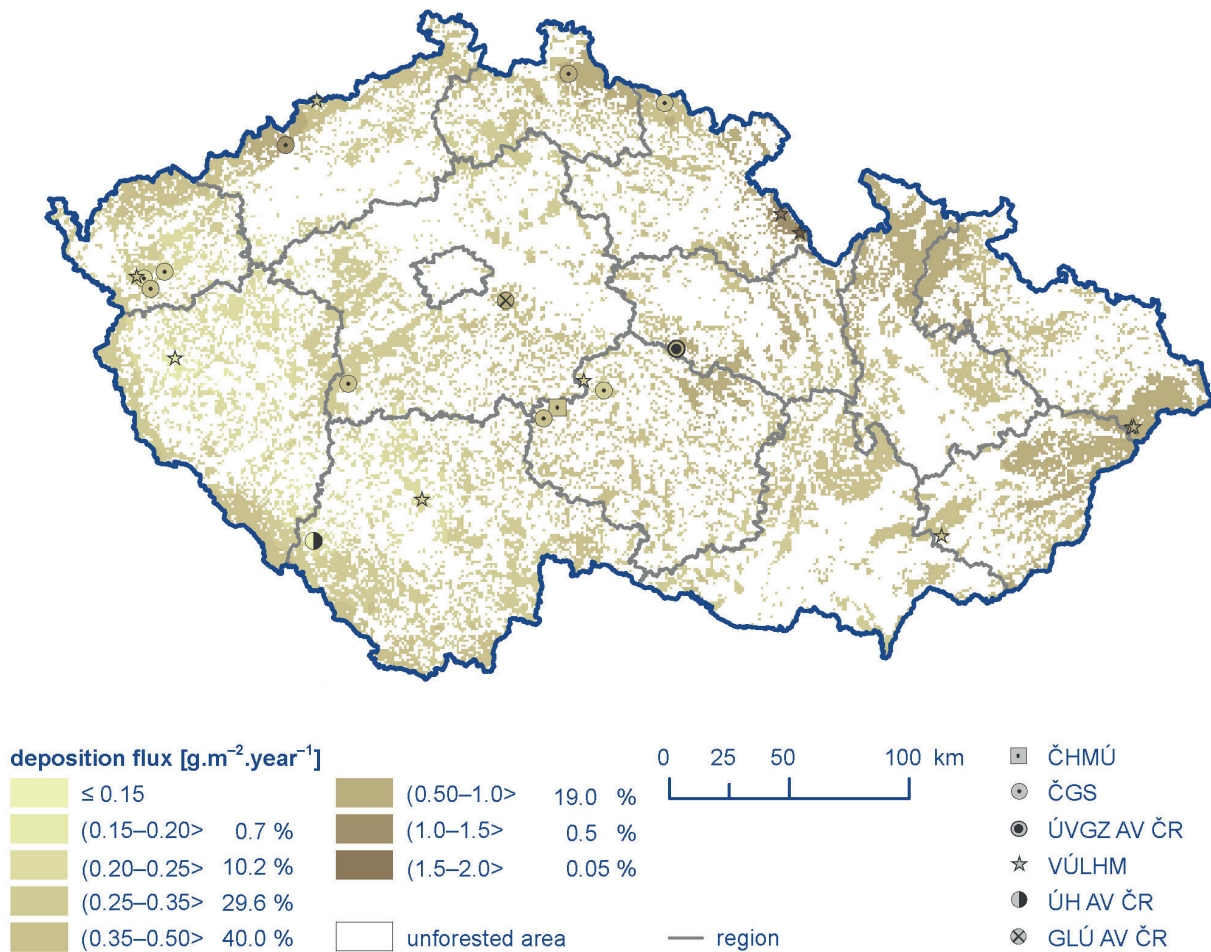 deposition flux [g.m⁻².year⁻¹]
≤ 0.15
(0.15–0.20> 0.7 %
(0.20–0.25> 10.2 %
(0.25–0.35> 29.6 %
(0.35–0.50> 40.0 %
(0.50–1.0> 19.0 %
(1.0–1.5> 0.5 %
(1.5–2.0> 0.05 %
unforested area
0 25 50 100 km
region
ČHMÚ
ČGS
ÚVGZ AV ČR
VÚLHM
ÚH AV ČR
GLÚ AV ČR